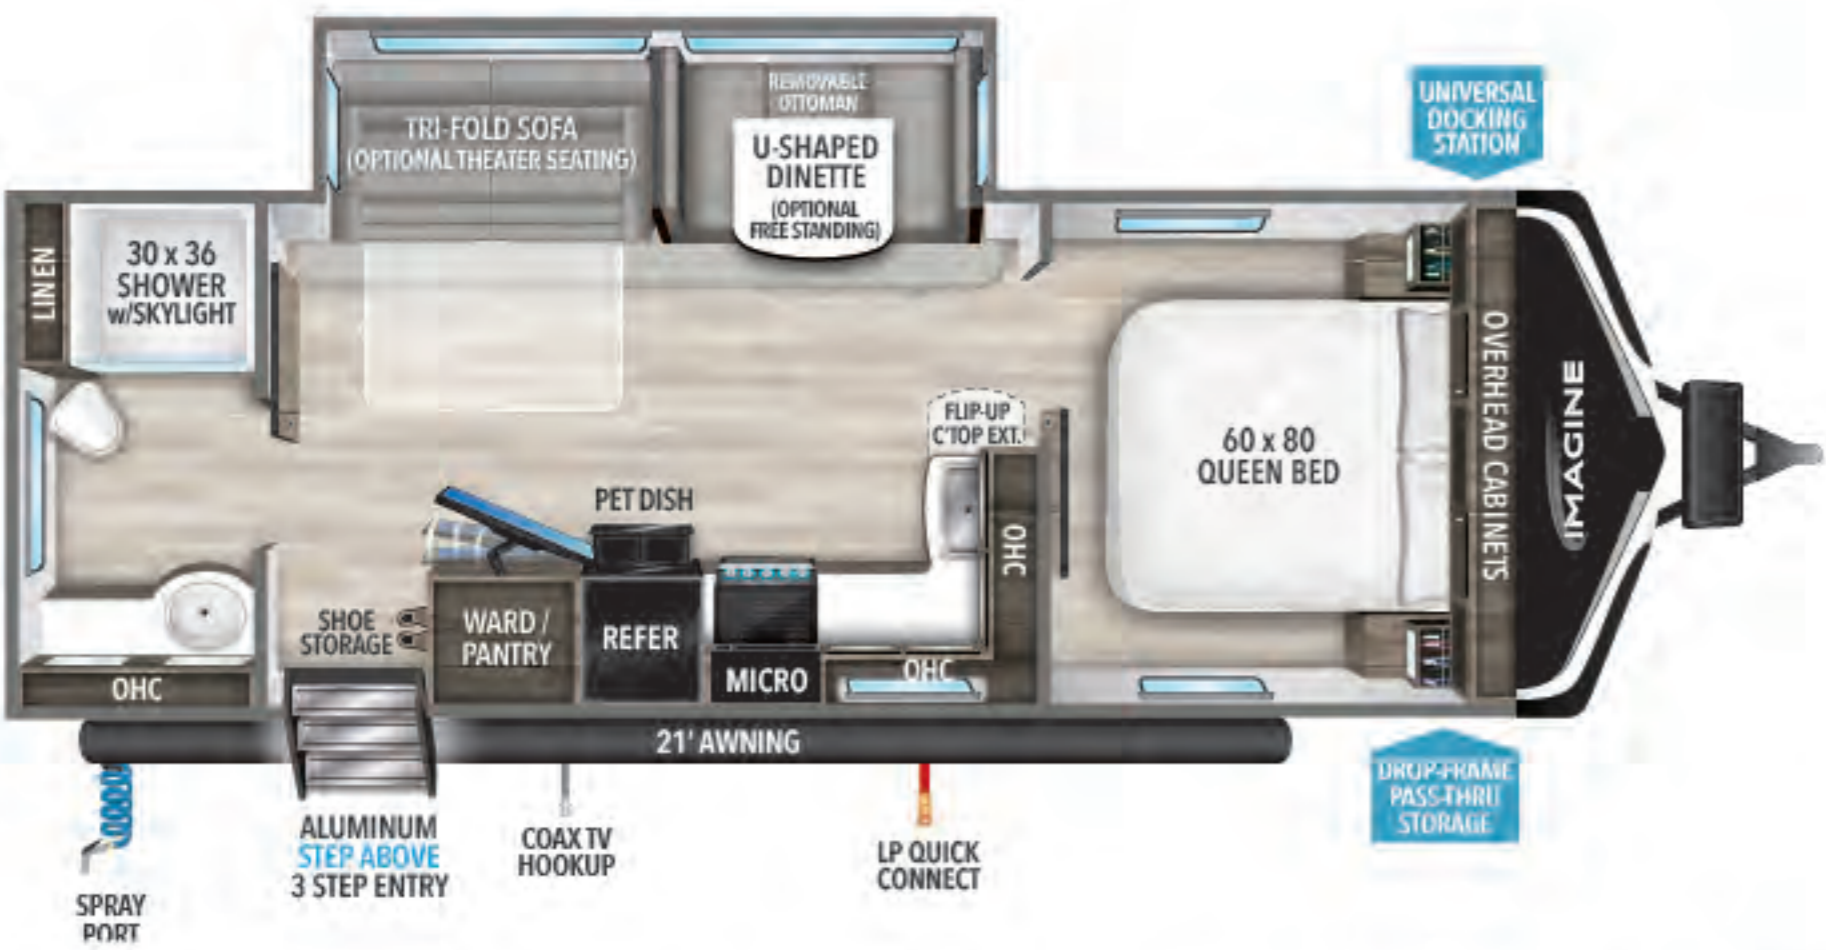 REMOVABLE
OTTOMAN
TRI-FOLD SOFA
(OPTIONAL THEATER SEATING)
U-SHAPED
DINETTE
(OPTIONAL
FREE STANDING)
UNIVERSAL
DOCKING
STATION
LINEN
30 x 36
SHOWER
w/SKYLIGHT
FLIP-UP
C'TOP EXT.
60 x 80
QUEEN BED
OVERHEAD CABINETS
IMAGINE
PET DISH
OHC
SHOE
STORAGE
WARD /
PANTRY
REFER
MICRO
OHC
OHC
21' AWNING
DROP-FRAME
PASS-THRU
STORAGE
SPRAY
PORT
ALUMINUM
STEP ABOVE
3 STEP ENTRY
COAX TV
HOOKUP
LP QUICK
CONNECT